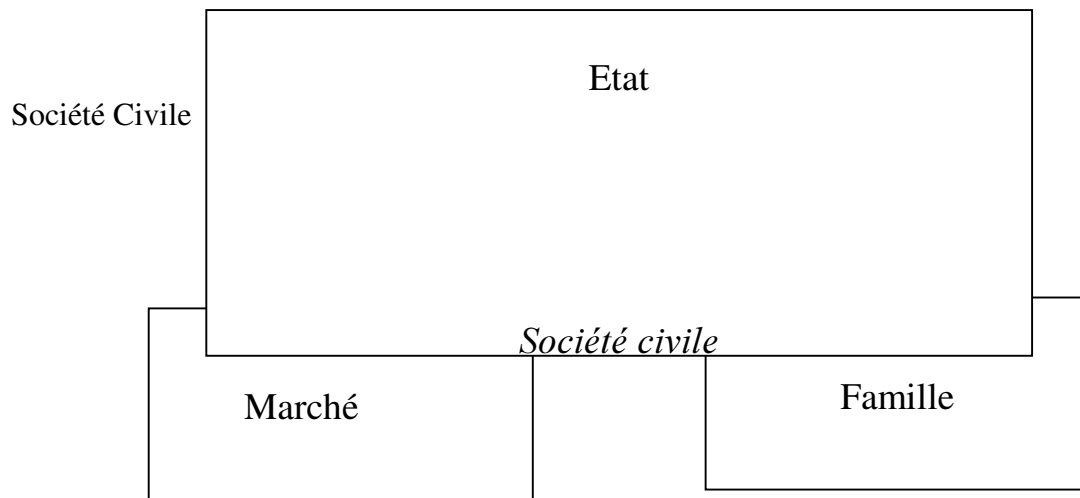 Etat
Société Civile
Société civile
Marché
Famille